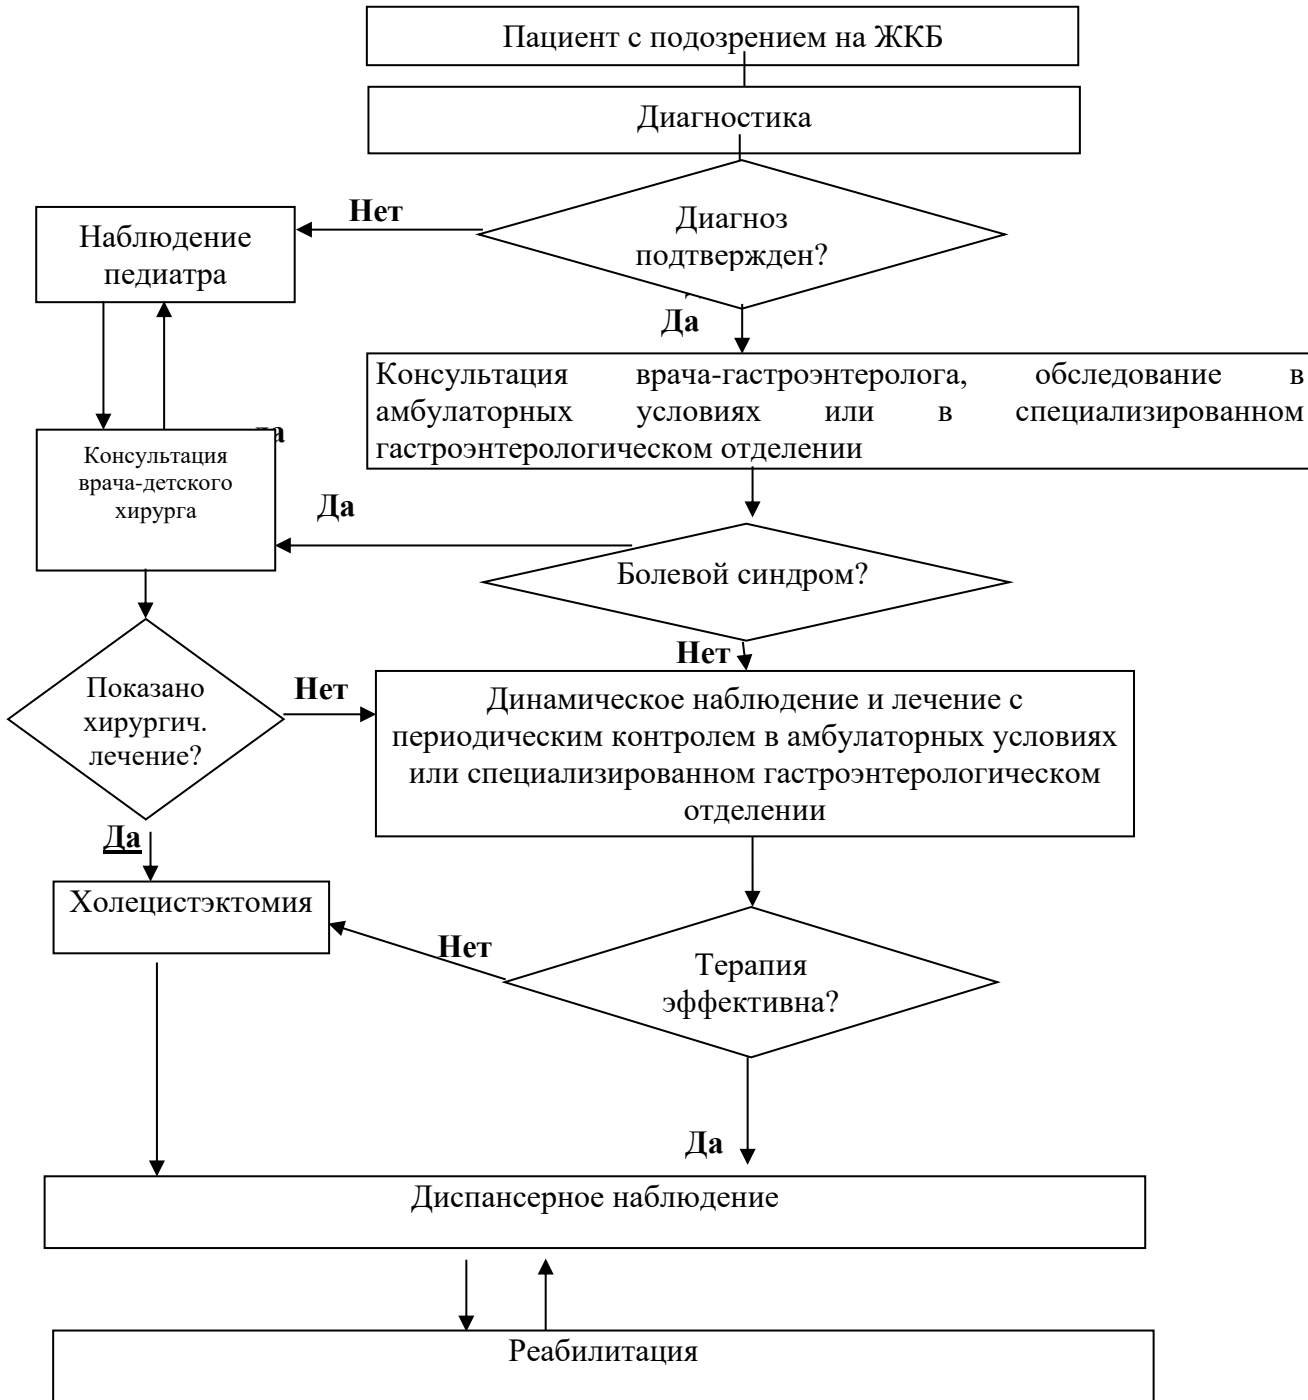 Пациент с подозрением на ЖКБ
Диагностика
Диагноз
подтвержден?
Нет
Наблюдение
педиатра
Да
Консультация врача-гастроэнтеролога, обследование в
амбулаторных условиях или в специализированном
гастроэнтерологическом отделении
Консультация
врача-детского
хирурга
Да
Болевой синдром?
Нет
Показано
хирургич.
лечение?
Нет
Динамическое наблюдение и лечение с
периодическим контролем в амбулаторных условиях
или специализированном гастроэнтерологическом
отделении
Да
Холецистэктомия
Нет
Терапия
эффективна?
Да
Диспансерное наблюдение
Реабилитация